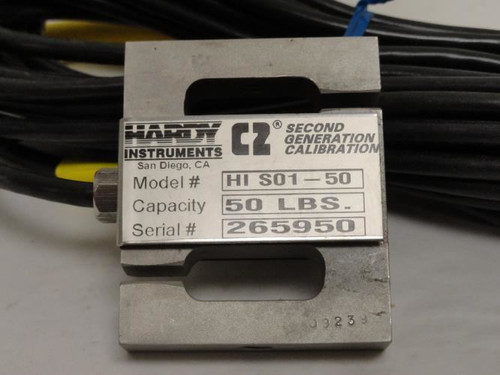 HARDY
INSTRUMENTS
San Diego, CA
C2® SECOND
GENERATION
CALIBRATION
Model # HI S01-50
Capacity 50 LBS.
Serial # 265950